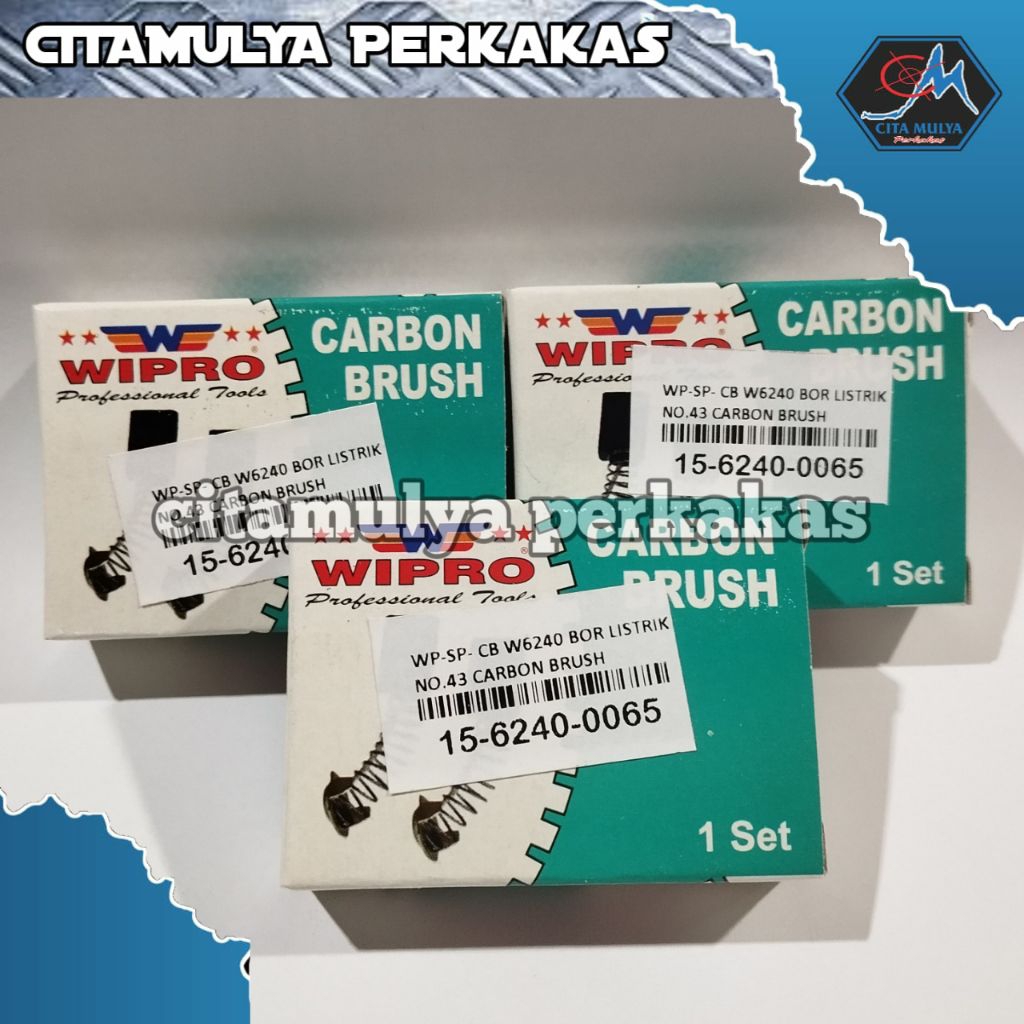 CITAMULYA PERKAKAS
CM
CITA MULYA
Perkakas
W
WIPRO
Professional Tools
CARBON
BRUSH
WP-SP- CB W6240 BOR LISTRIK
NO.43 CARBON BRUSH
15-6240
W
WIPRO
CARBON
BRUSH
WP-SP- CB W6240 BOR LISTRIK
NO.43 CARBON BRUSH
15-6240-0065
1 Set
citamulya perkakas
W
WIPRO
Professional Tools
CARBON
BRUSH
WP-SP- CB W6240 BOR LISTRIK
NO.43 CARBON BRUSH
15-6240-0065
1 Set